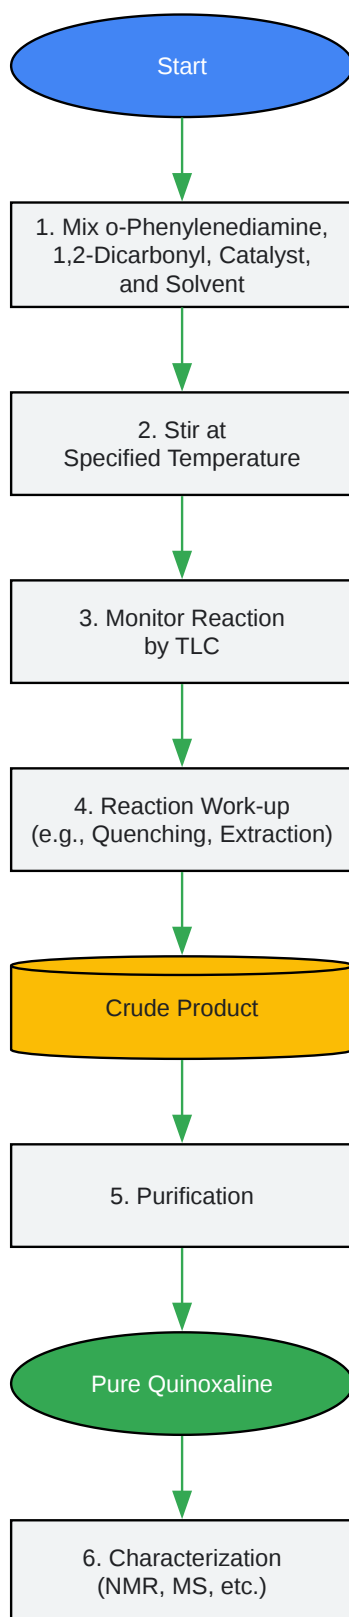 Start
1. Mix o-Phenylenediamine,
1,2-Dicarbonyl, Catalyst,
and Solvent
2. Stir at
Specified Temperature
3. Monitor Reaction
by TLC
4. Reaction Work-up
(e.g., Quenching, Extraction)
Crude Product
5. Purification
Pure Quinoxaline
6. Characterization
(NMR, MS, etc.)